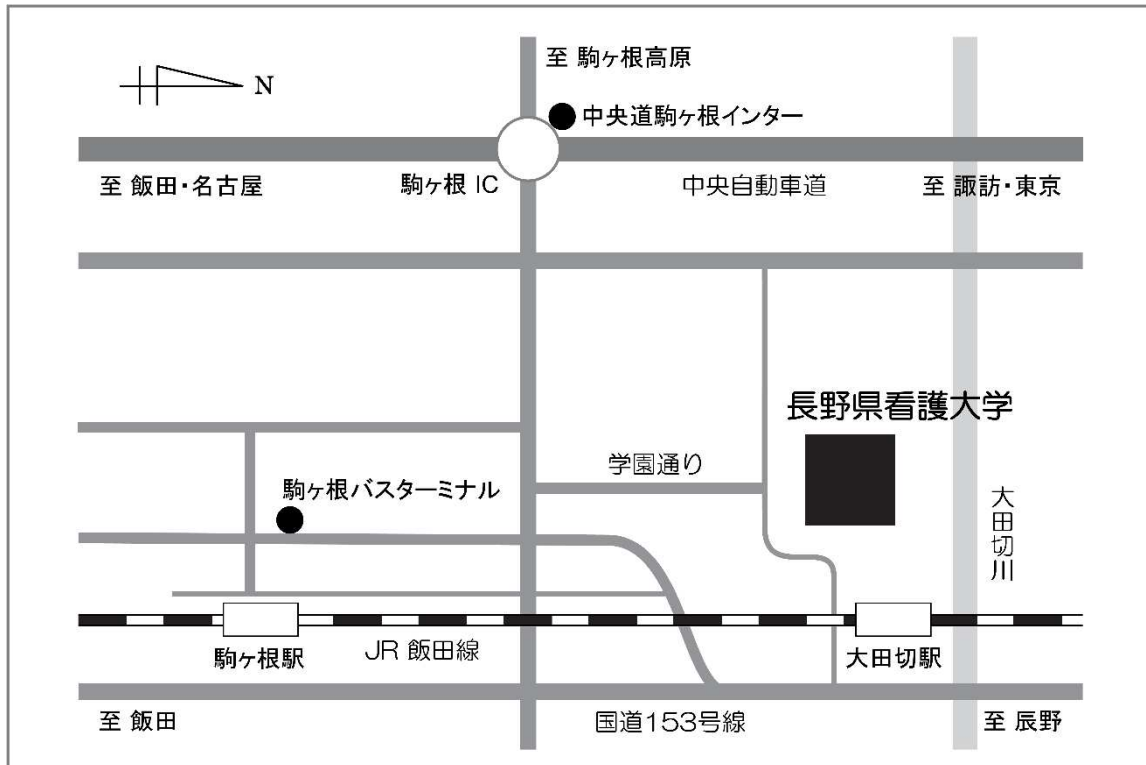 至 駒ヶ根高原
N
中央道駒ヶ根インター
至 飯田・名古屋
駒ヶ根 IC
中央自動車道
至 諏訪・東京
長野県看護大学
学園通り
駒ヶ根バスターミナル
大田切川
駒ヶ根駅
JR 飯田線
大田切駅
至 飯田
国道153号線
至 辰野